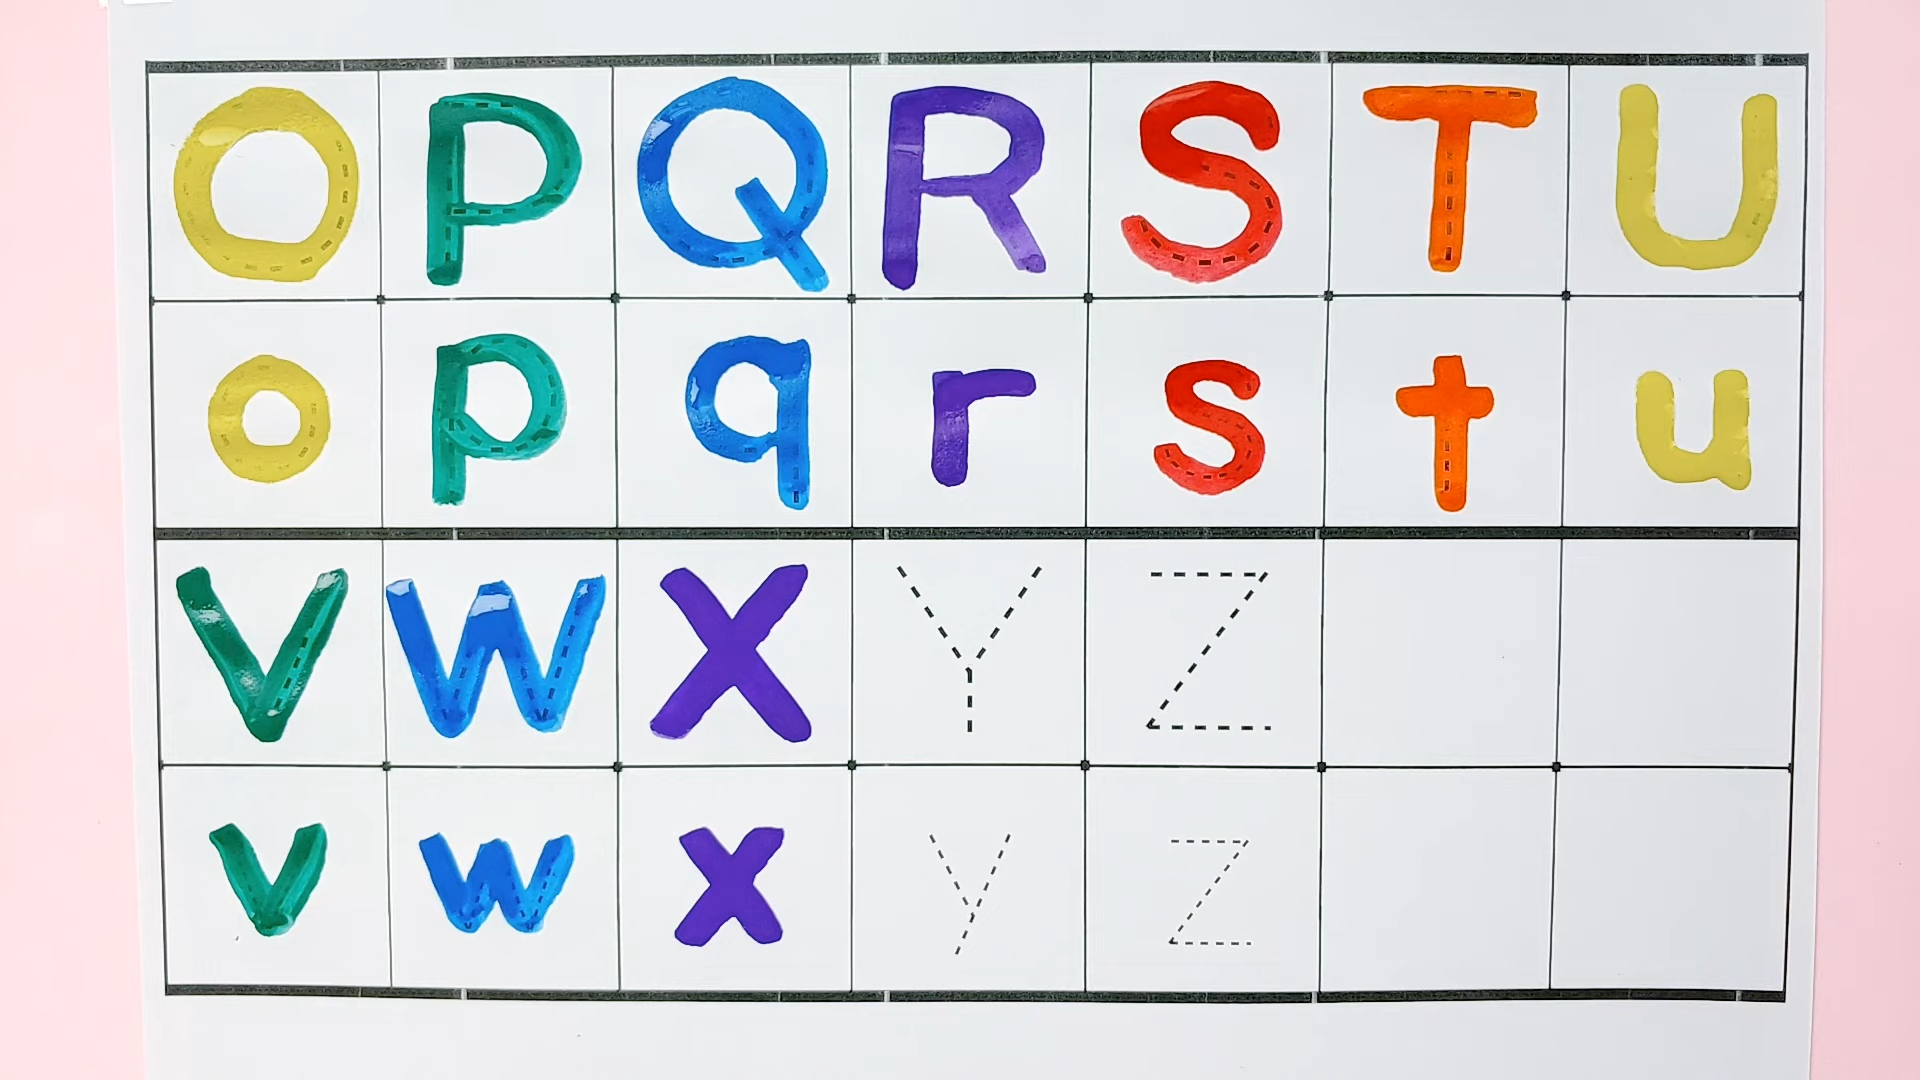 O P Q R S T U
o p q r s t u
V W X Y Z
v w x y z